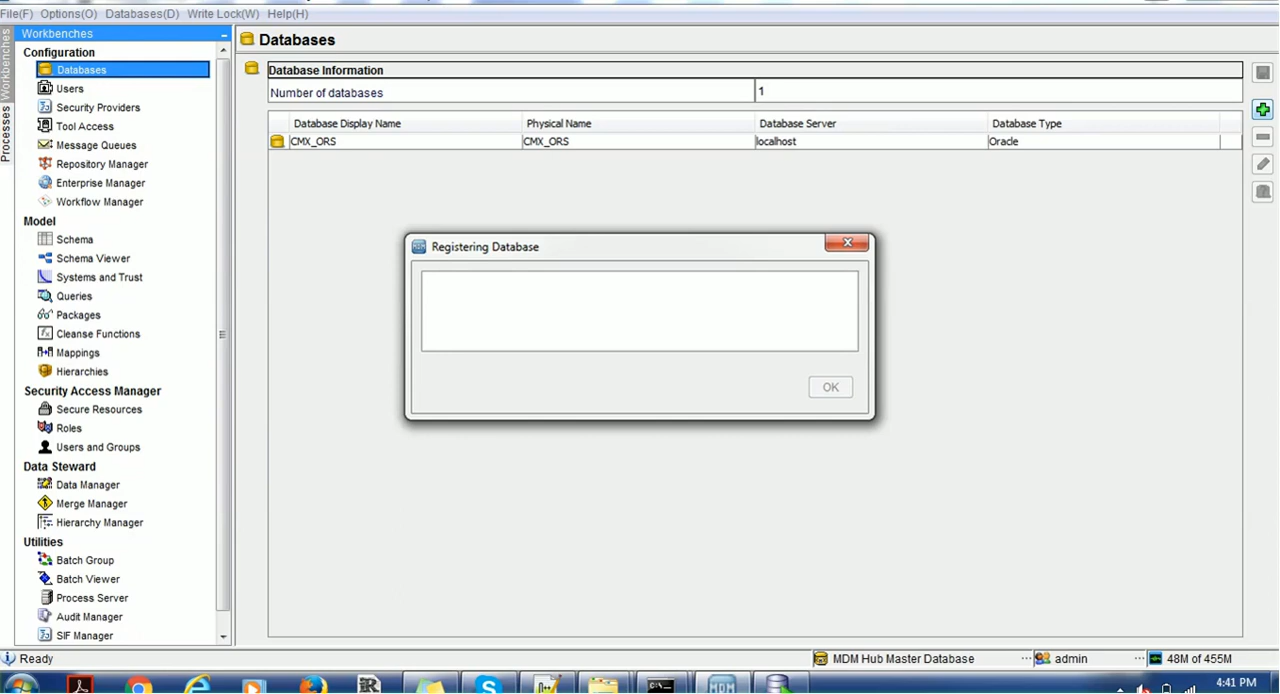 File(F) Options(O) Databases(D) Write Lock(W) Help(H)
Workbenches
Processes
Workbenches
Configuration
Databases
Users
Security Providers
Tool Access
Message Queues
Repository Manager
Enterprise Manager
Workflow Manager
Model
Schema
Schema Viewer
Systems and Trust
Queries
Packages
Cleanse Functions
Mappings
Hierarchies
Security Access Manager
Secure Resources
Roles
Users and Groups
Data Steward
Data Manager
Merge Manager
Hierarchy Manager
Utilities
Batch Group
Batch Viewer
Process Server
Audit Manager
SIF Manager
Databases
Database Information
Number of databases 1
Database Display Name Physical Name Database Server Database Type
CMX_ORS CMX_ORS localhost Oracle
Registering Database
OK
Ready MDM Hub Master Database ... admin ... 48M of 455M
MDM
4:41 PM